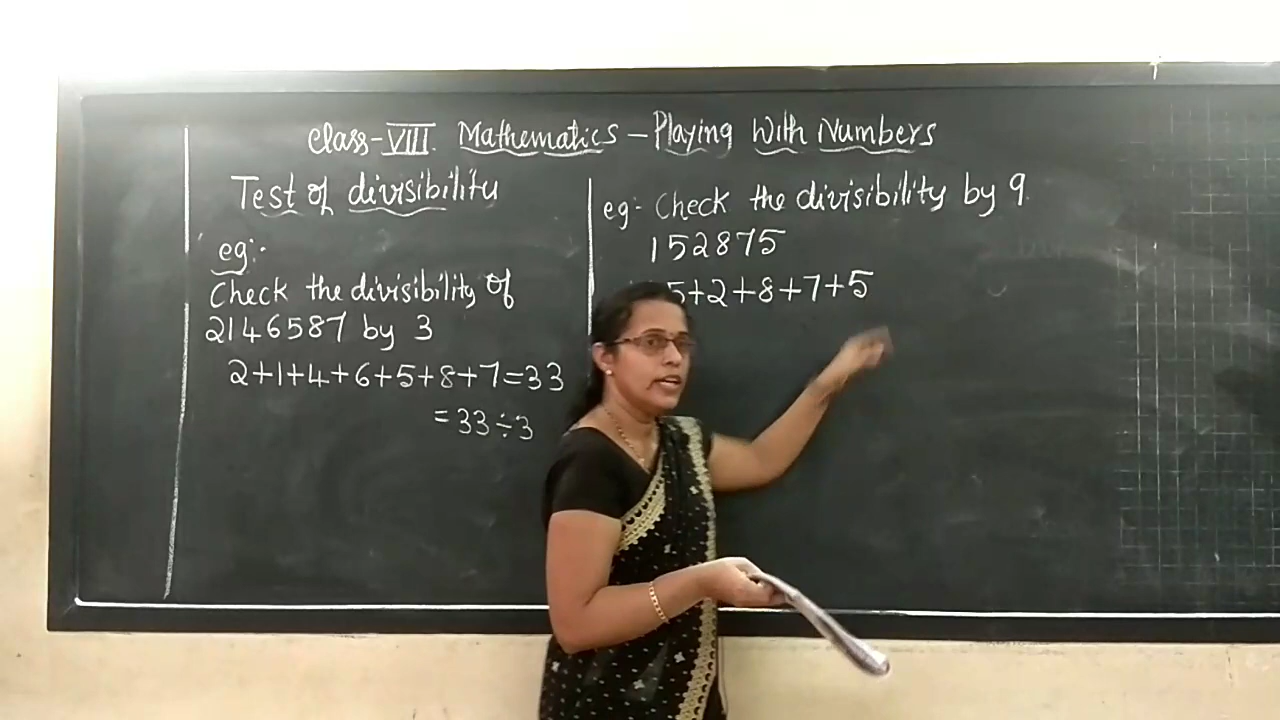 Class-VIII. Mathematics – Playing With Numbers
Test of divisibility
eg:-
Check the divisibility of
2146587 by 3
2+1+4+6+5+8+7=33
=33÷3
eg:- Check the divisibility by 9.
152875
5+2+8+7+5